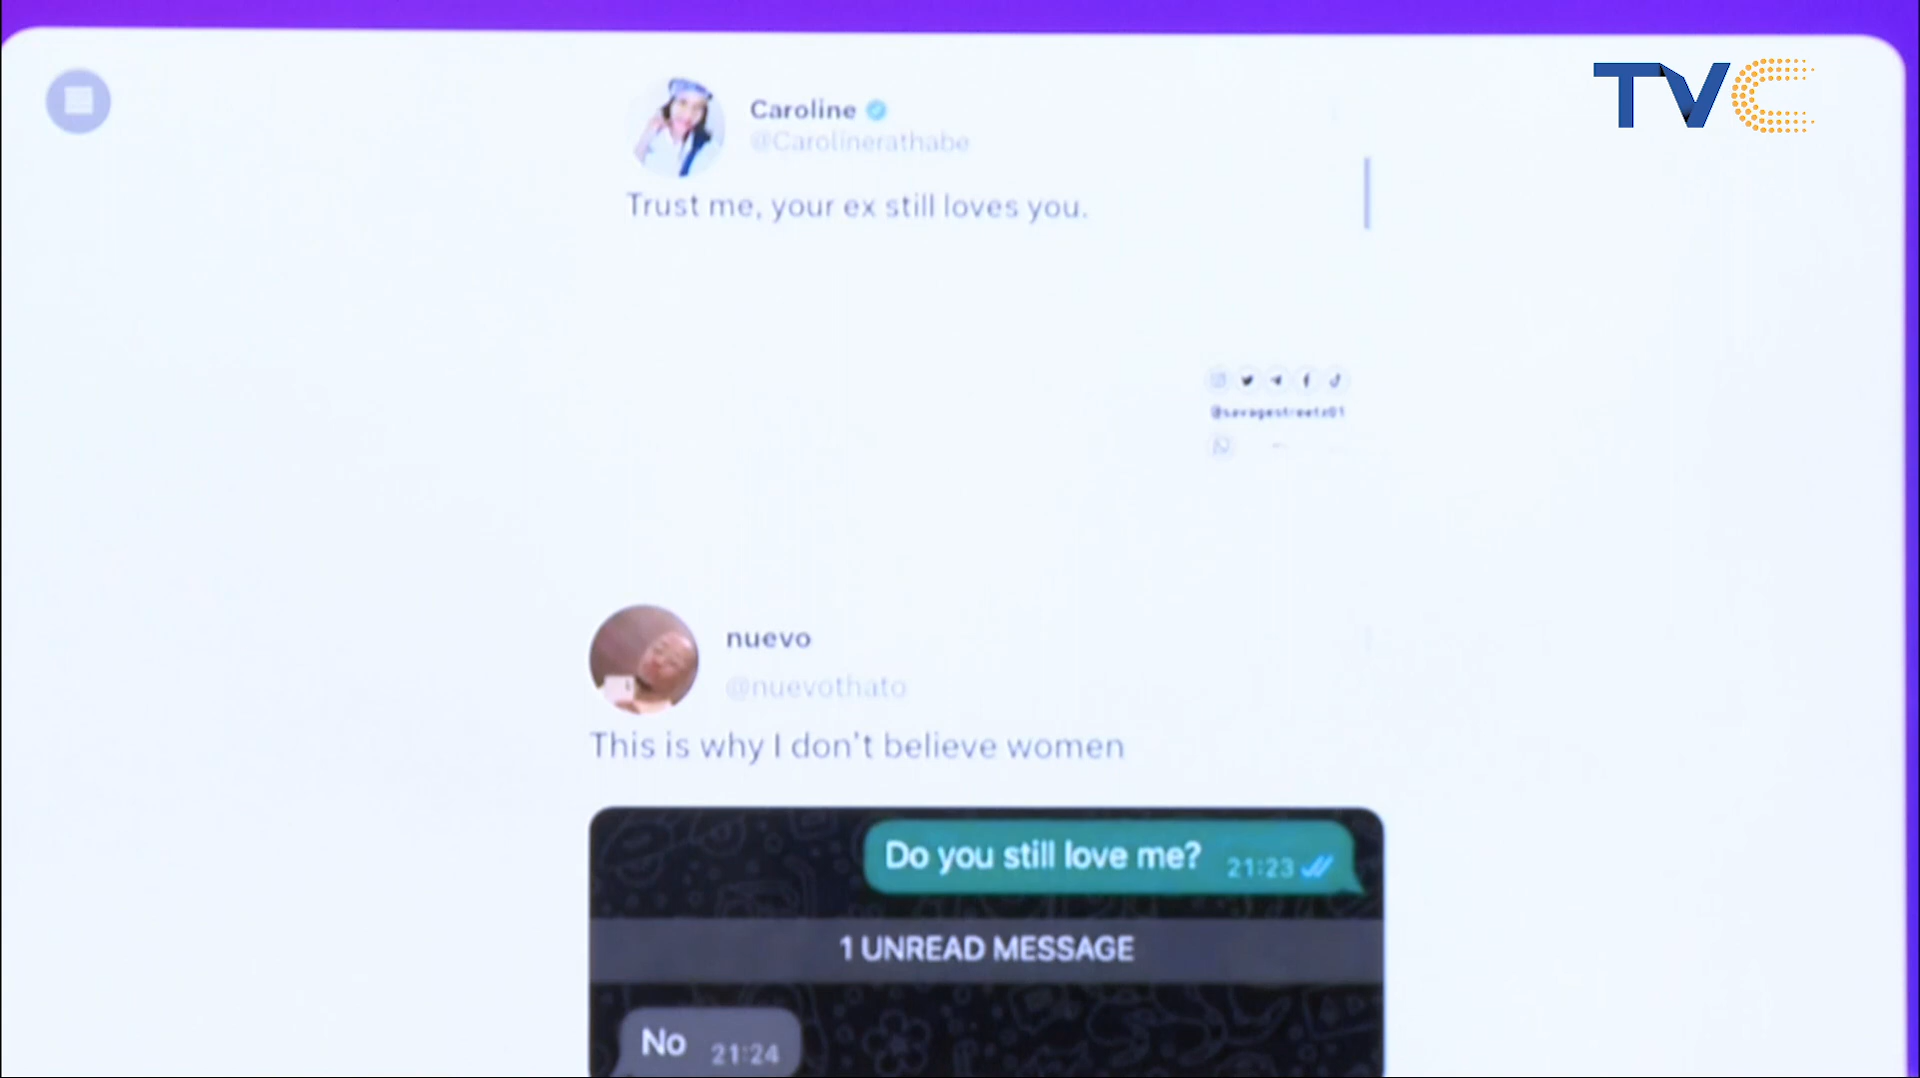 TVC
Caroline
@Carolinerathabe
Trust me, your ex still loves you.
@savagestreetz01
nuevo
@nuevothato
This is why I don't believe women
Do you still love me? 21:23
1 UNREAD MESSAGE
No 21:24